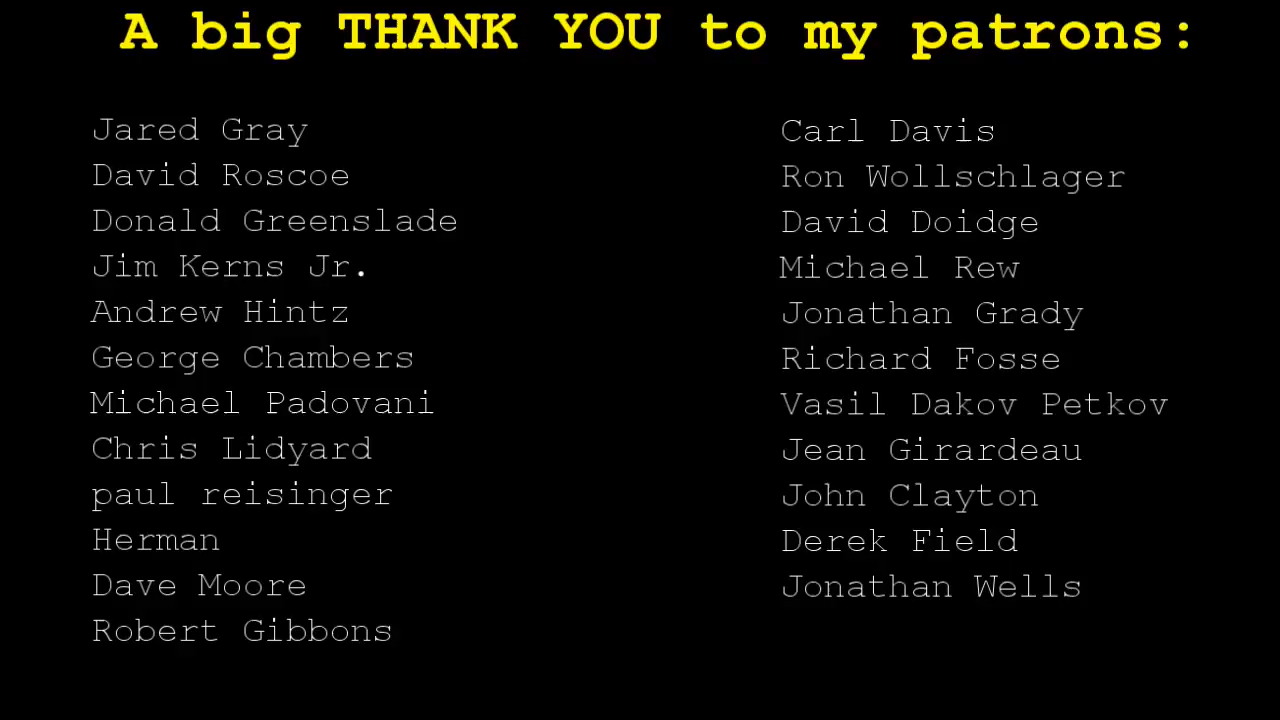 A big THANK YOU to my patrons:
Jared Gray
David Roscoe
Donald Greenslade
Jim Kerns Jr.
Andrew Hintz
George Chambers
Michael Padovani
Chris Lidyard
paul reisinger
Herman
Dave Moore
Robert Gibbons
Carl Davis
Ron Wollschlager
David Doidge
Michael Rew
Jonathan Grady
Richard Fosse
Vasil Dakov Petkov
Jean Girardeau
John Clayton
Derek Field
Jonathan Wells